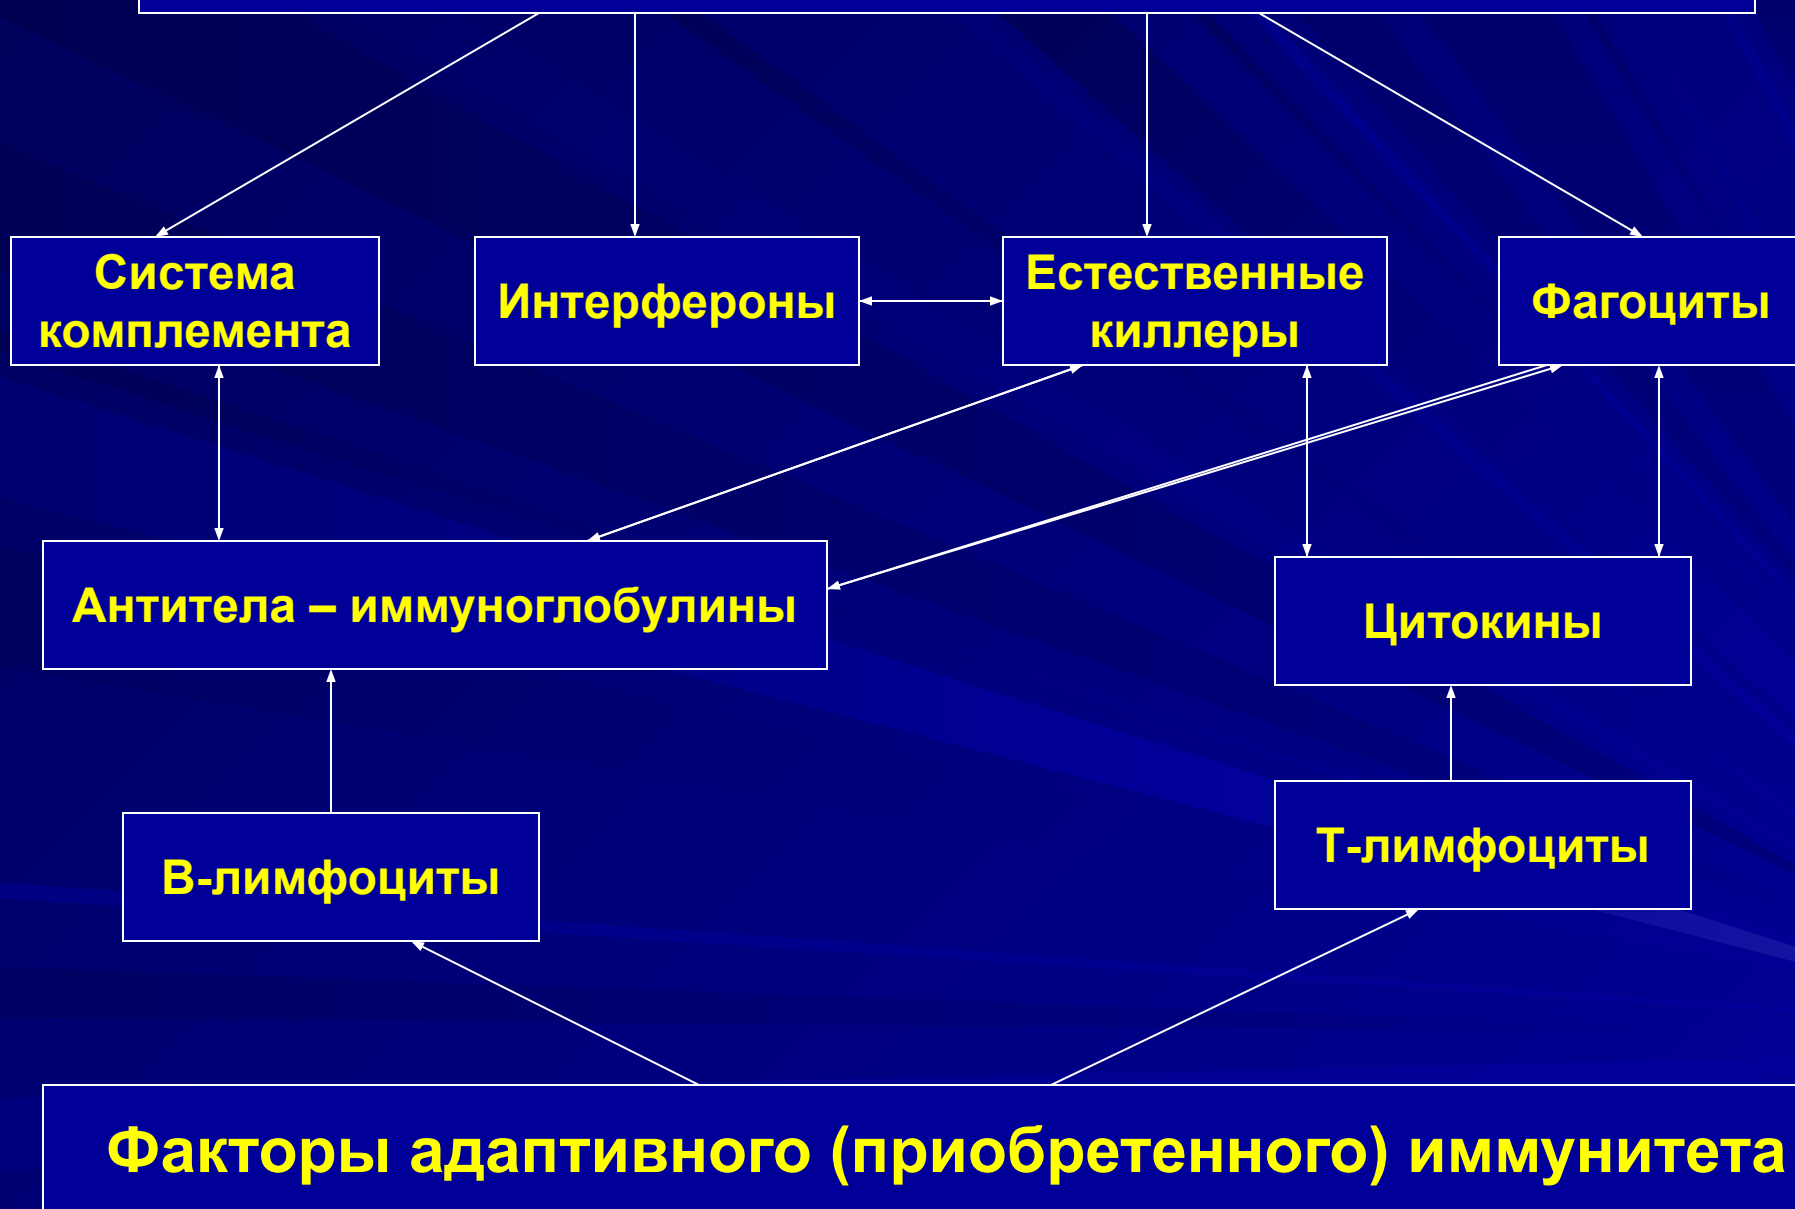 Система
комплемента
Интерфероны
Естественные
киллеры
Фагоциты
Антитела – иммуноглобулины
Цитокины
В-лимфоциты
Т-лимфоциты
Факторы адаптивного (приобретенного) иммунитета